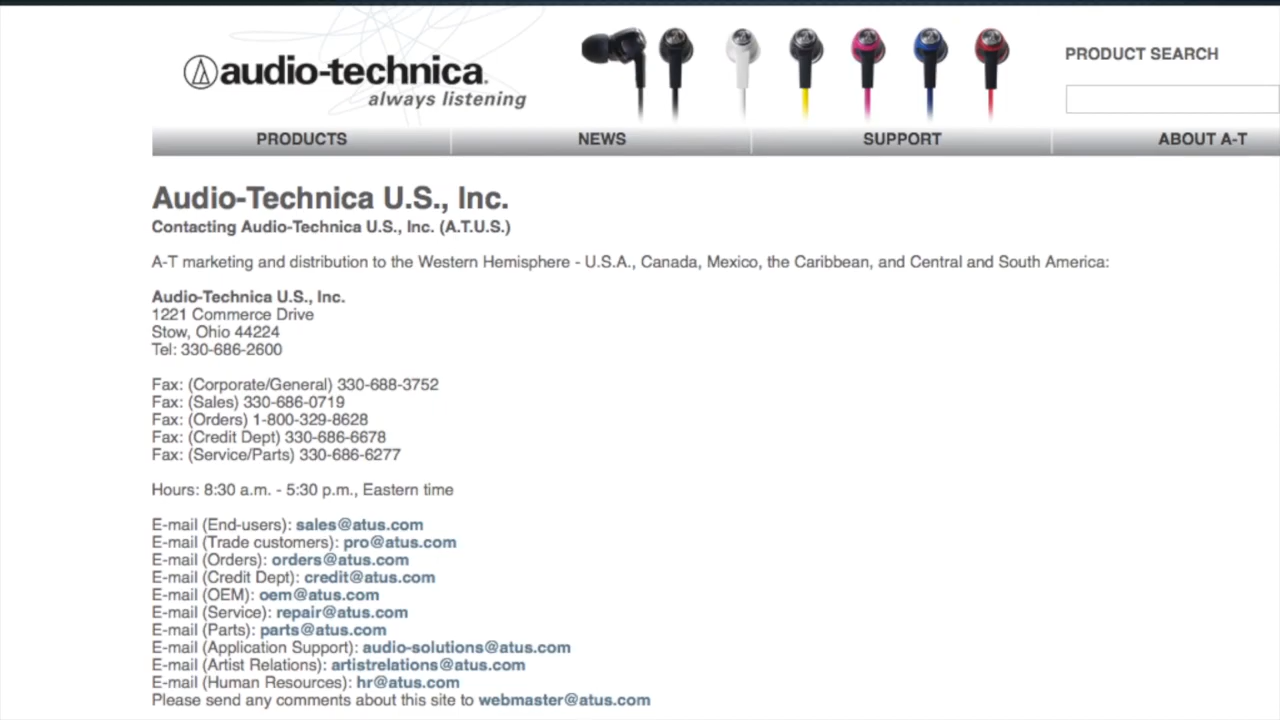 audio-technica.
always listening
PRODUCT SEARCH
PRODUCTS
NEWS
SUPPORT
ABOUT A-T
Audio-Technica U.S., Inc.
Contacting Audio-Technica U.S., Inc. (A.T.U.S.)
A-T marketing and distribution to the Western Hemisphere - U.S.A., Canada, Mexico, the Caribbean, and Central and South America:
Audio-Technica U.S., Inc.
1221 Commerce Drive
Stow, Ohio 44224
Tel: 330-686-2600
Fax: (Corporate/General) 330-688-3752
Fax: (Sales) 330-686-0719
Fax: (Orders) 1-800-329-8628
Fax: (Credit Dept) 330-686-6678
Fax: (Service/Parts) 330-686-6277
Hours: 8:30 a.m. - 5:30 p.m., Eastern time
E-mail (End-users): sales@atus.com
E-mail (Trade customers): pro@atus.com
E-mail (Orders): orders@atus.com
E-mail (Credit Dept): credit@atus.com
E-mail (OEM): oem@atus.com
E-mail (Service): repair@atus.com
E-mail (Parts): parts@atus.com
E-mail (Application Support): audio-solutions@atus.com
E-mail (Artist Relations): artistrelations@atus.com
E-mail (Human Resources): hr@atus.com
Please send any comments about this site to webmaster@atus.com